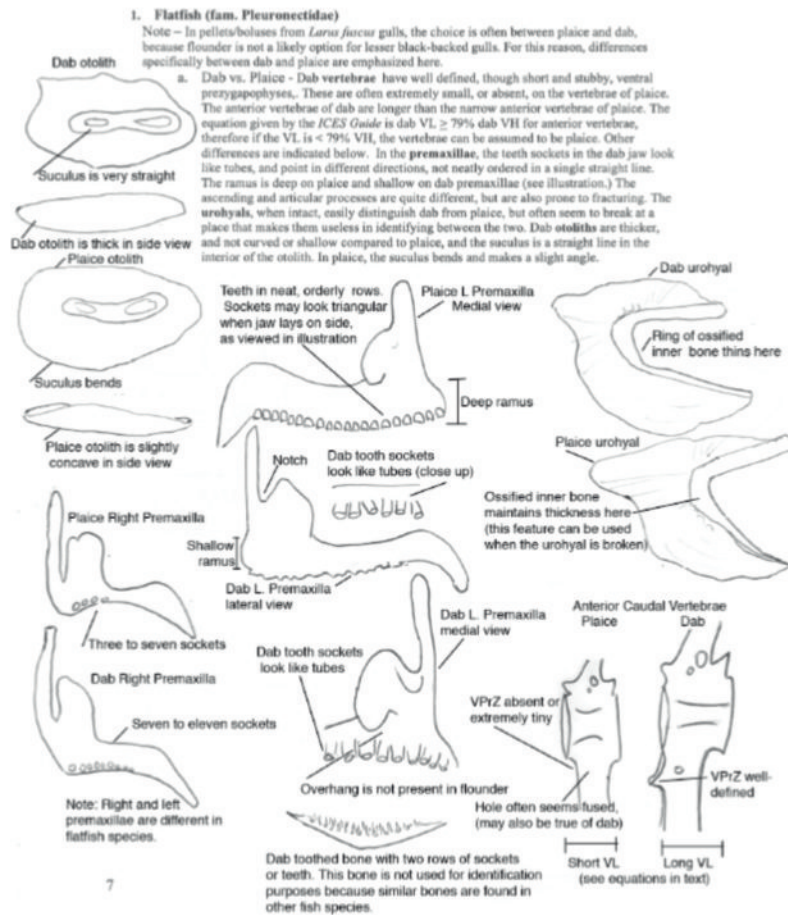 1. Flatfish (fam. Pleuronectidae)
Note – In pellets/boluses from Larus fuscus gulls, the choice is often between plaice and dab,
because flounder is not a likely option for lesser black-backed gulls. For this reason, differences
specifically between dab and plaice are emphasized here.
a. Dab vs. Plaice - Dab vertebrae have well defined, though short and stubby, ventral
prezygapophyses,. These are often extremely small, or absent, on the vertebrae of plaice.
The anterior vertebrae of dab are longer than the narrow anterior vertebrae of plaice. The
equation given by the ICES Guide is dab VL ≥ 79% dab VH for anterior vertebrae,
therefore if the VL is < 79% VH, the vertebrae can be assumed to be plaice. Other
differences are indicated below. In the premaxillae, the teeth sockets in the dab jaw look
like tubes, and point in different directions, not neatly ordered in a single straight line.
The ramus is deep on plaice and shallow on dab premaxillae (see illustration.) The
ascending and articular processes are quite different, but are also prone to fracturing. The
urohyals, when intact, easily distinguish dab from plaice, but often seem to break at a
place that makes them useless in identifying between the two. Dab otoliths are thicker,
and not curved or shallow compared to plaice, and the suculus is a straight line in the
interior of the otolith. In plaice, the suculus bends and makes a slight angle.
Dab otolith
Suculus is very straight
Dab otolith is thick in side view
Plaice otolith
Suculus bends
Plaice otolith is slightly
concave in side view
Teeth in neat, orderly rows.
Sockets may look triangular
when jaw lays on side,
as viewed in illustration
Plaice L Premaxilla
Medial view
Deep ramus
Dab urohyal
Ring of ossified
inner bone thins here
Notch
Dab tooth sockets
look like tubes (close up)
Plaice urohyal
Ossified inner bone
maintains thickness here
(this feature can be used
when the urohyal is broken)
Plaice Right Premaxilla
Three to seven sockets
Shallow
ramus
Dab L. Premaxilla
lateral view
Dab Right Premaxilla
Seven to eleven sockets
Note: Right and left
premaxillae are different in
flatfish species.
Dab L. Premaxilla
medial view
Dab tooth sockets
look like tubes
Overhang is not present in flounder
Dab toothed bone with two rows of sockets
or teeth. This bone is not used for identification
purposes because similar bones are found in
other fish species.
Anterior Caudal Vertebrae
Plaice Dab
VPrZ absent or
extremely tiny
VPrZ well-
defined
Hole often seems fused,
(may also be true of dab)
Short VL Long VL
(see equations in text)
7